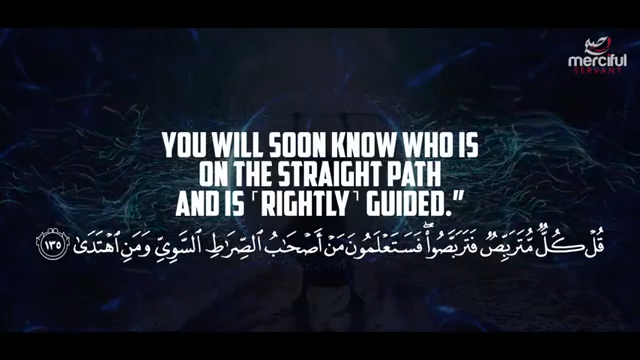 merciful
SERVANT
YOU WILL SOON KNOW WHO IS
ON THE STRAIGHT PATH
AND IS ˹RIGHTLY˺ GUIDED.”
قُلْ كُلٌّ مُّتَرَبِّصٌ فَتَرَبَّصُوا۟ ۖ فَسَتَعْلَمُونَ مَنْ أَصْحَـٰبُ ٱلصِّرَٰطِ ٱلسَّوِىِّ وَمَنِ ٱهْتَدَىٰ ١٣٥